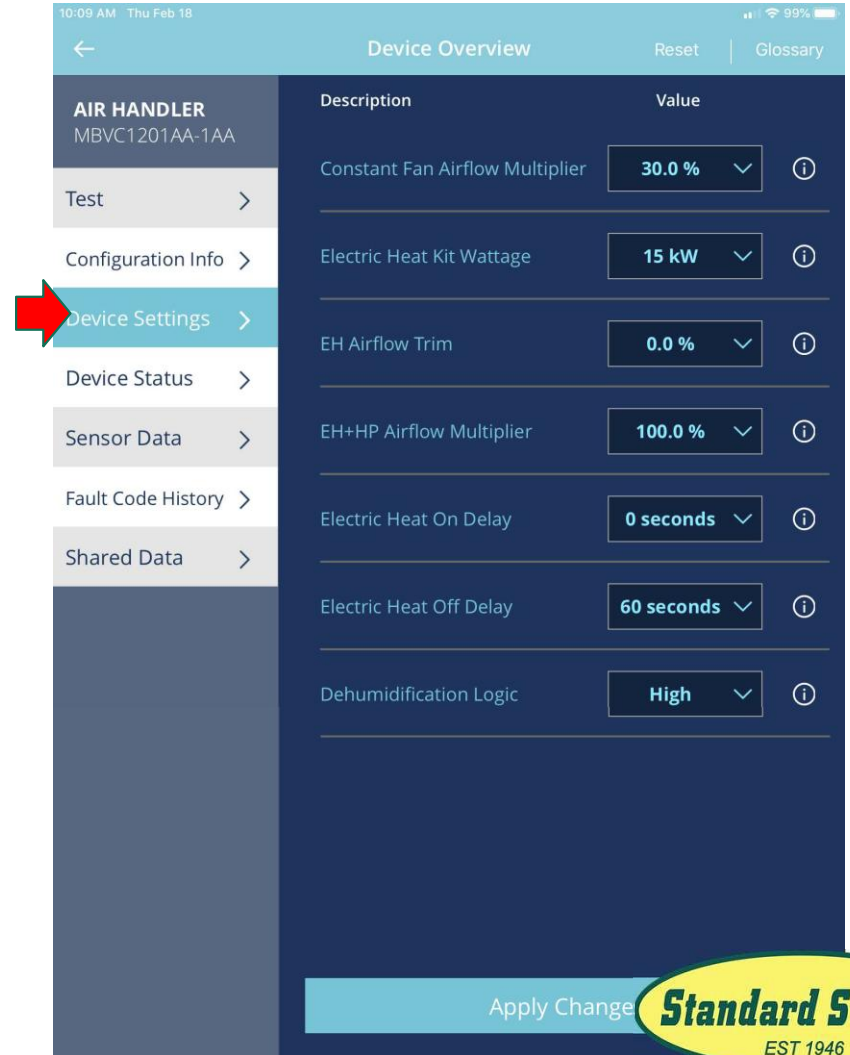 10:09 AM Thu Feb 18
99%
Device Overview
Reset
Glossary
AIR HANDLER
MBVC1201AA-1AA
Test
Configuration Info
Device Settings
Device Status
Sensor Data
Fault Code History
Shared Data
Description Value
Constant Fan Airflow Multiplier 30.0 %
Electric Heat Kit Wattage 15 kW
EH Airflow Trim 0.0 %
EH+HP Airflow Multiplier 100.0 %
Electric Heat On Delay 0 seconds
Electric Heat Off Delay 60 seconds
Dehumidification Logic High
Apply Change
Standard S
EST 1946